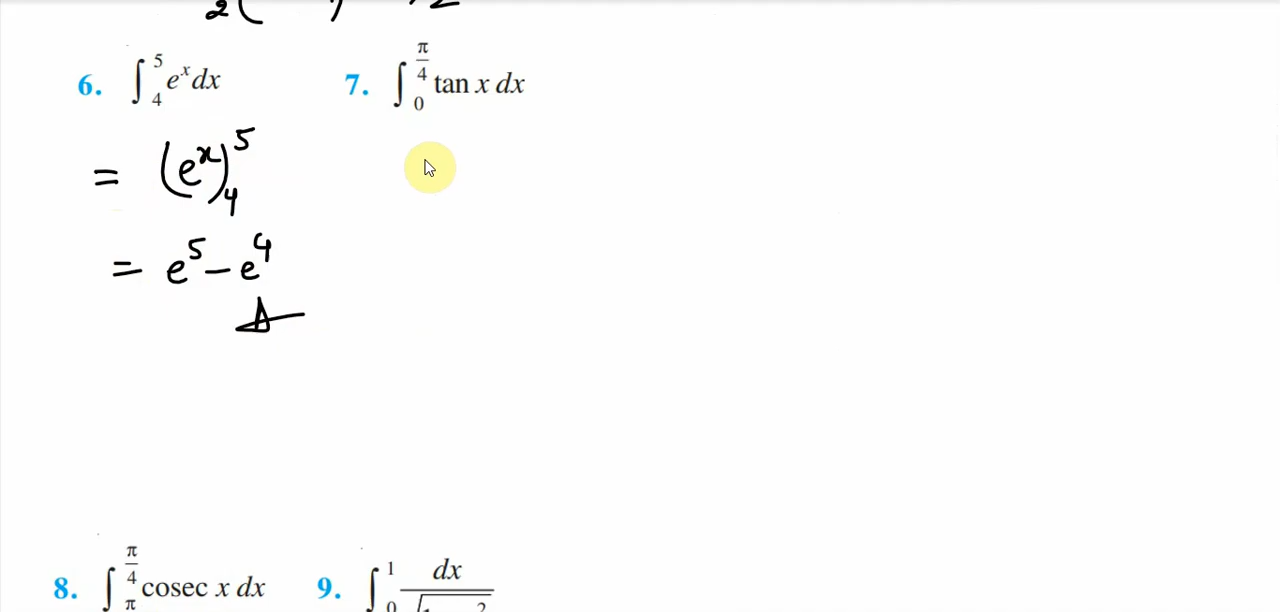 6. ∫₄⁵ eˣ dx
7. ∫₀^(π/4) tan x dx
= (eˣ)₄⁵
= e⁵ − e⁴
8. ∫_π^(π/4) cosec x dx
9. ∫₀¹ dx